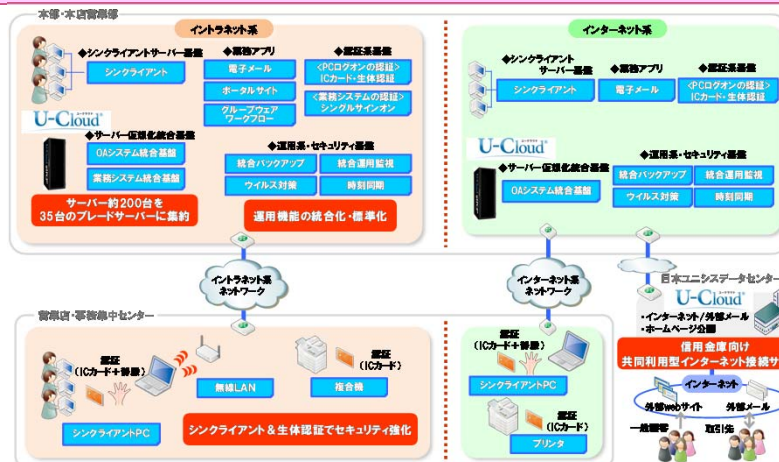 本部・本店営業部
イントラネット系
◆シンクライアントサーバー基盤
シンクライアント
◆業務アプリ
電子メール
ポータルサイト
グループウェア
ワークフロー
◆認証系基盤
<PCログオンの認証>
ICカード・生体認証
<業務システムの認証>
シングルサインオン
U-Cloud
◆サーバー仮想化統合基盤
OAシステム統合基盤
業務システム統合基盤
◆運用系・セキュリティ基盤
統合バックアップ
統合運用監視
ウイルス対策
時刻同期
サーバー約200台を
35台のブレードサーバーに集約
運用機能の統合化・標準化
インターネット系
◆シンクライアント
サーバー基盤
シンクライアント
◆業務アプリ
電子メール
◆認証系基盤
<PCログオンの認証>
ICカード・生体認証
U-Cloud
◆サーバー仮想化統合基盤
OAシステム統合基盤
◆運用系・セキュリティ基盤
統合バックアップ
統合運用監視
ウイルス対策
時刻同期
イントラネット系
ネットワーク
インターネット系
ネットワーク
営業店・事務集中センター
認証
(ICカード+静脈)
シンクライアントPC
無線LAN
認証
(ICカード)
複合機
シンクライアント&生体認証でセキュリティ強化
認証
(ICカード+静脈)
シンクライアントPC
認証
(ICカード)
プリンタ
日本ユニシスデータセンター
U-Cloud
・インターネット/外部メール
・ホームページ公開
信用金庫向け
共同利用型インターネット接続サ
インターネット
外部webサイト
外部メール
一般顧客
取引先